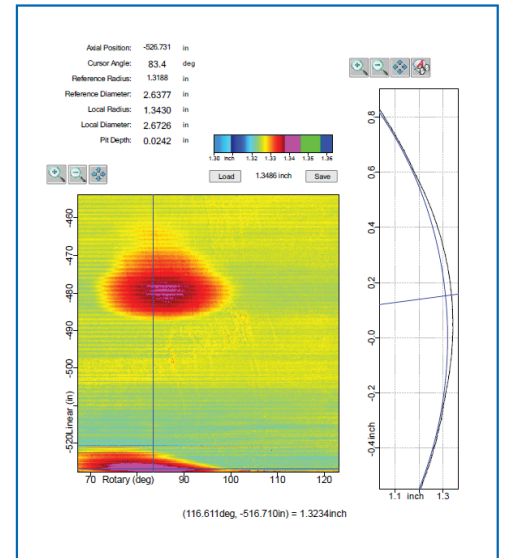 Axial Position: -526.731 in
Cursor Angle: 83.4 deg
Reference Radius: 1.3188 in
Reference Diameter: 2.6377 in
Local Radius: 1.3430 in
Local Diameter: 2.6726 in
Pit Depth: 0.0242 in
1.30 inch 1.32 1.33 1.34 1.35 1.36
Load 1.3486 inch Save
-460
-470
-480
-490
-500
-520Linear (in)
70 Rotary (deg) 90 100 110 120
0.8
0.6
0.4
0.2
-0.0
-0.2
-0.4inch
1.1 inch 1.3
(116.611deg, -516.710in) = 1.3234inch